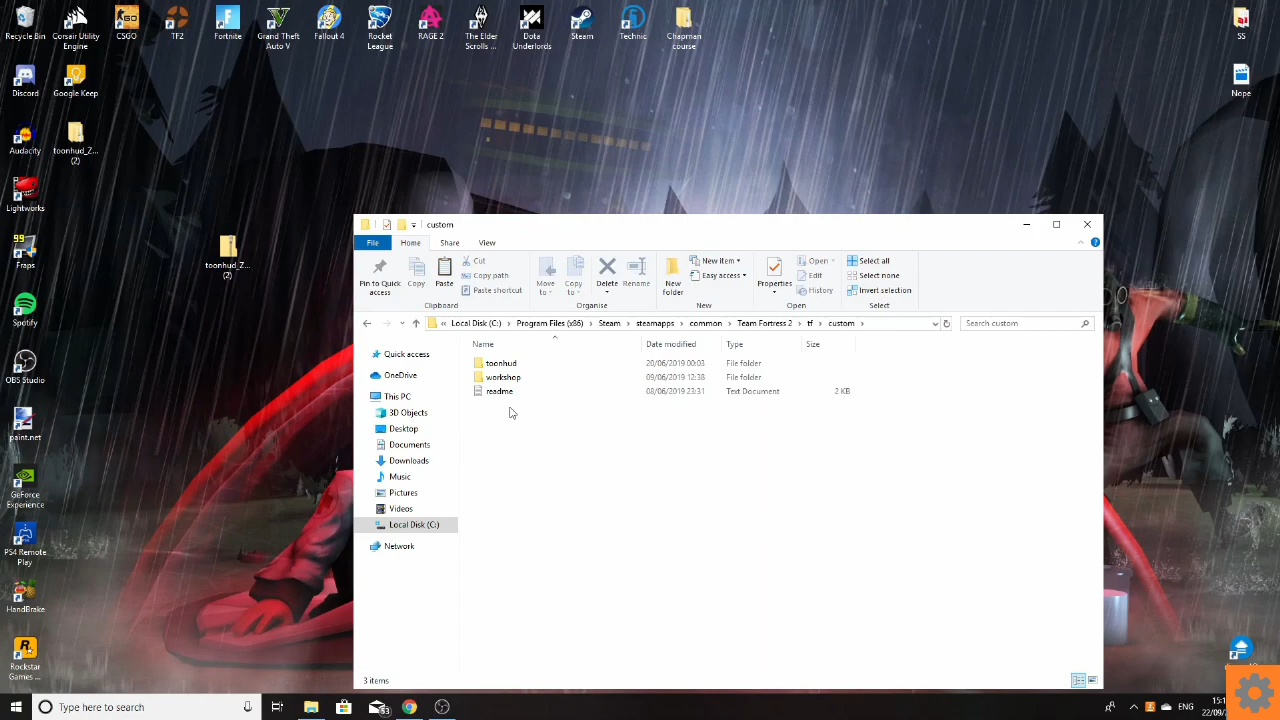 Recycle Bin
Corsair Utility
Engine
CSGO
TF2
Fortnite
Grand Theft
Auto V
Fallout 4
Rocket
League
RAGE 2
The Elder
Scrolls ...
Dota
Underlords
Steam
Technic
Chapman
course
SS
Discord
Google Keep
Nope
Audacity
toonhud_Z...
(2)
Lightworks
99
Fraps
toonhud_Z...
(2)
Spotify
OBS Studio
paint.net
GeForce
Experience
PS4 Remote
Play
HandBrake
Rockstar
Games ...
custom
File
Home
Share
View
Pin to Quick
access
Copy
Paste
Cut
Copy path
Paste shortcut
Clipboard
Move
to
Copy
to
Delete
Rename
Organise
New
folder
New item
Easy access
New
Properties
Open
Edit
History
Open
Select all
Select none
Invert selection
Select
« Local Disk (C:) > Program Files (x86) > Steam > steamapps > common > Team Fortress 2 > tf > custom >
Search custom
Name
Date modified
Type
Size
toonhud
20/06/2019 00:03
File folder
workshop
09/06/2019 12:38
File folder
readme
08/06/2019 23:31
Text Document
2 KB
Quick access
OneDrive
This PC
3D Objects
Desktop
Documents
Downloads
Music
Pictures
Videos
Local Disk (C:)
Network
3 items
Type here to search
53
ENG
15:1
22/09/